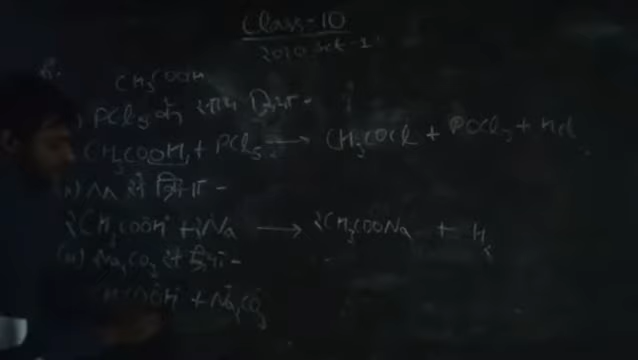 Class-10
CH₃COOH
PCl₅ के साथ क्रिया-
CH₃COOH + PCl₅ → CH₃COCl + POCl₃ + HCl
Na से क्रिया-
2CH₃COOH + 2Na → 2CH₃COONa + H₂
Na₂CO₃ से क्रिया-
CH₃COOH + Na₂CO₃